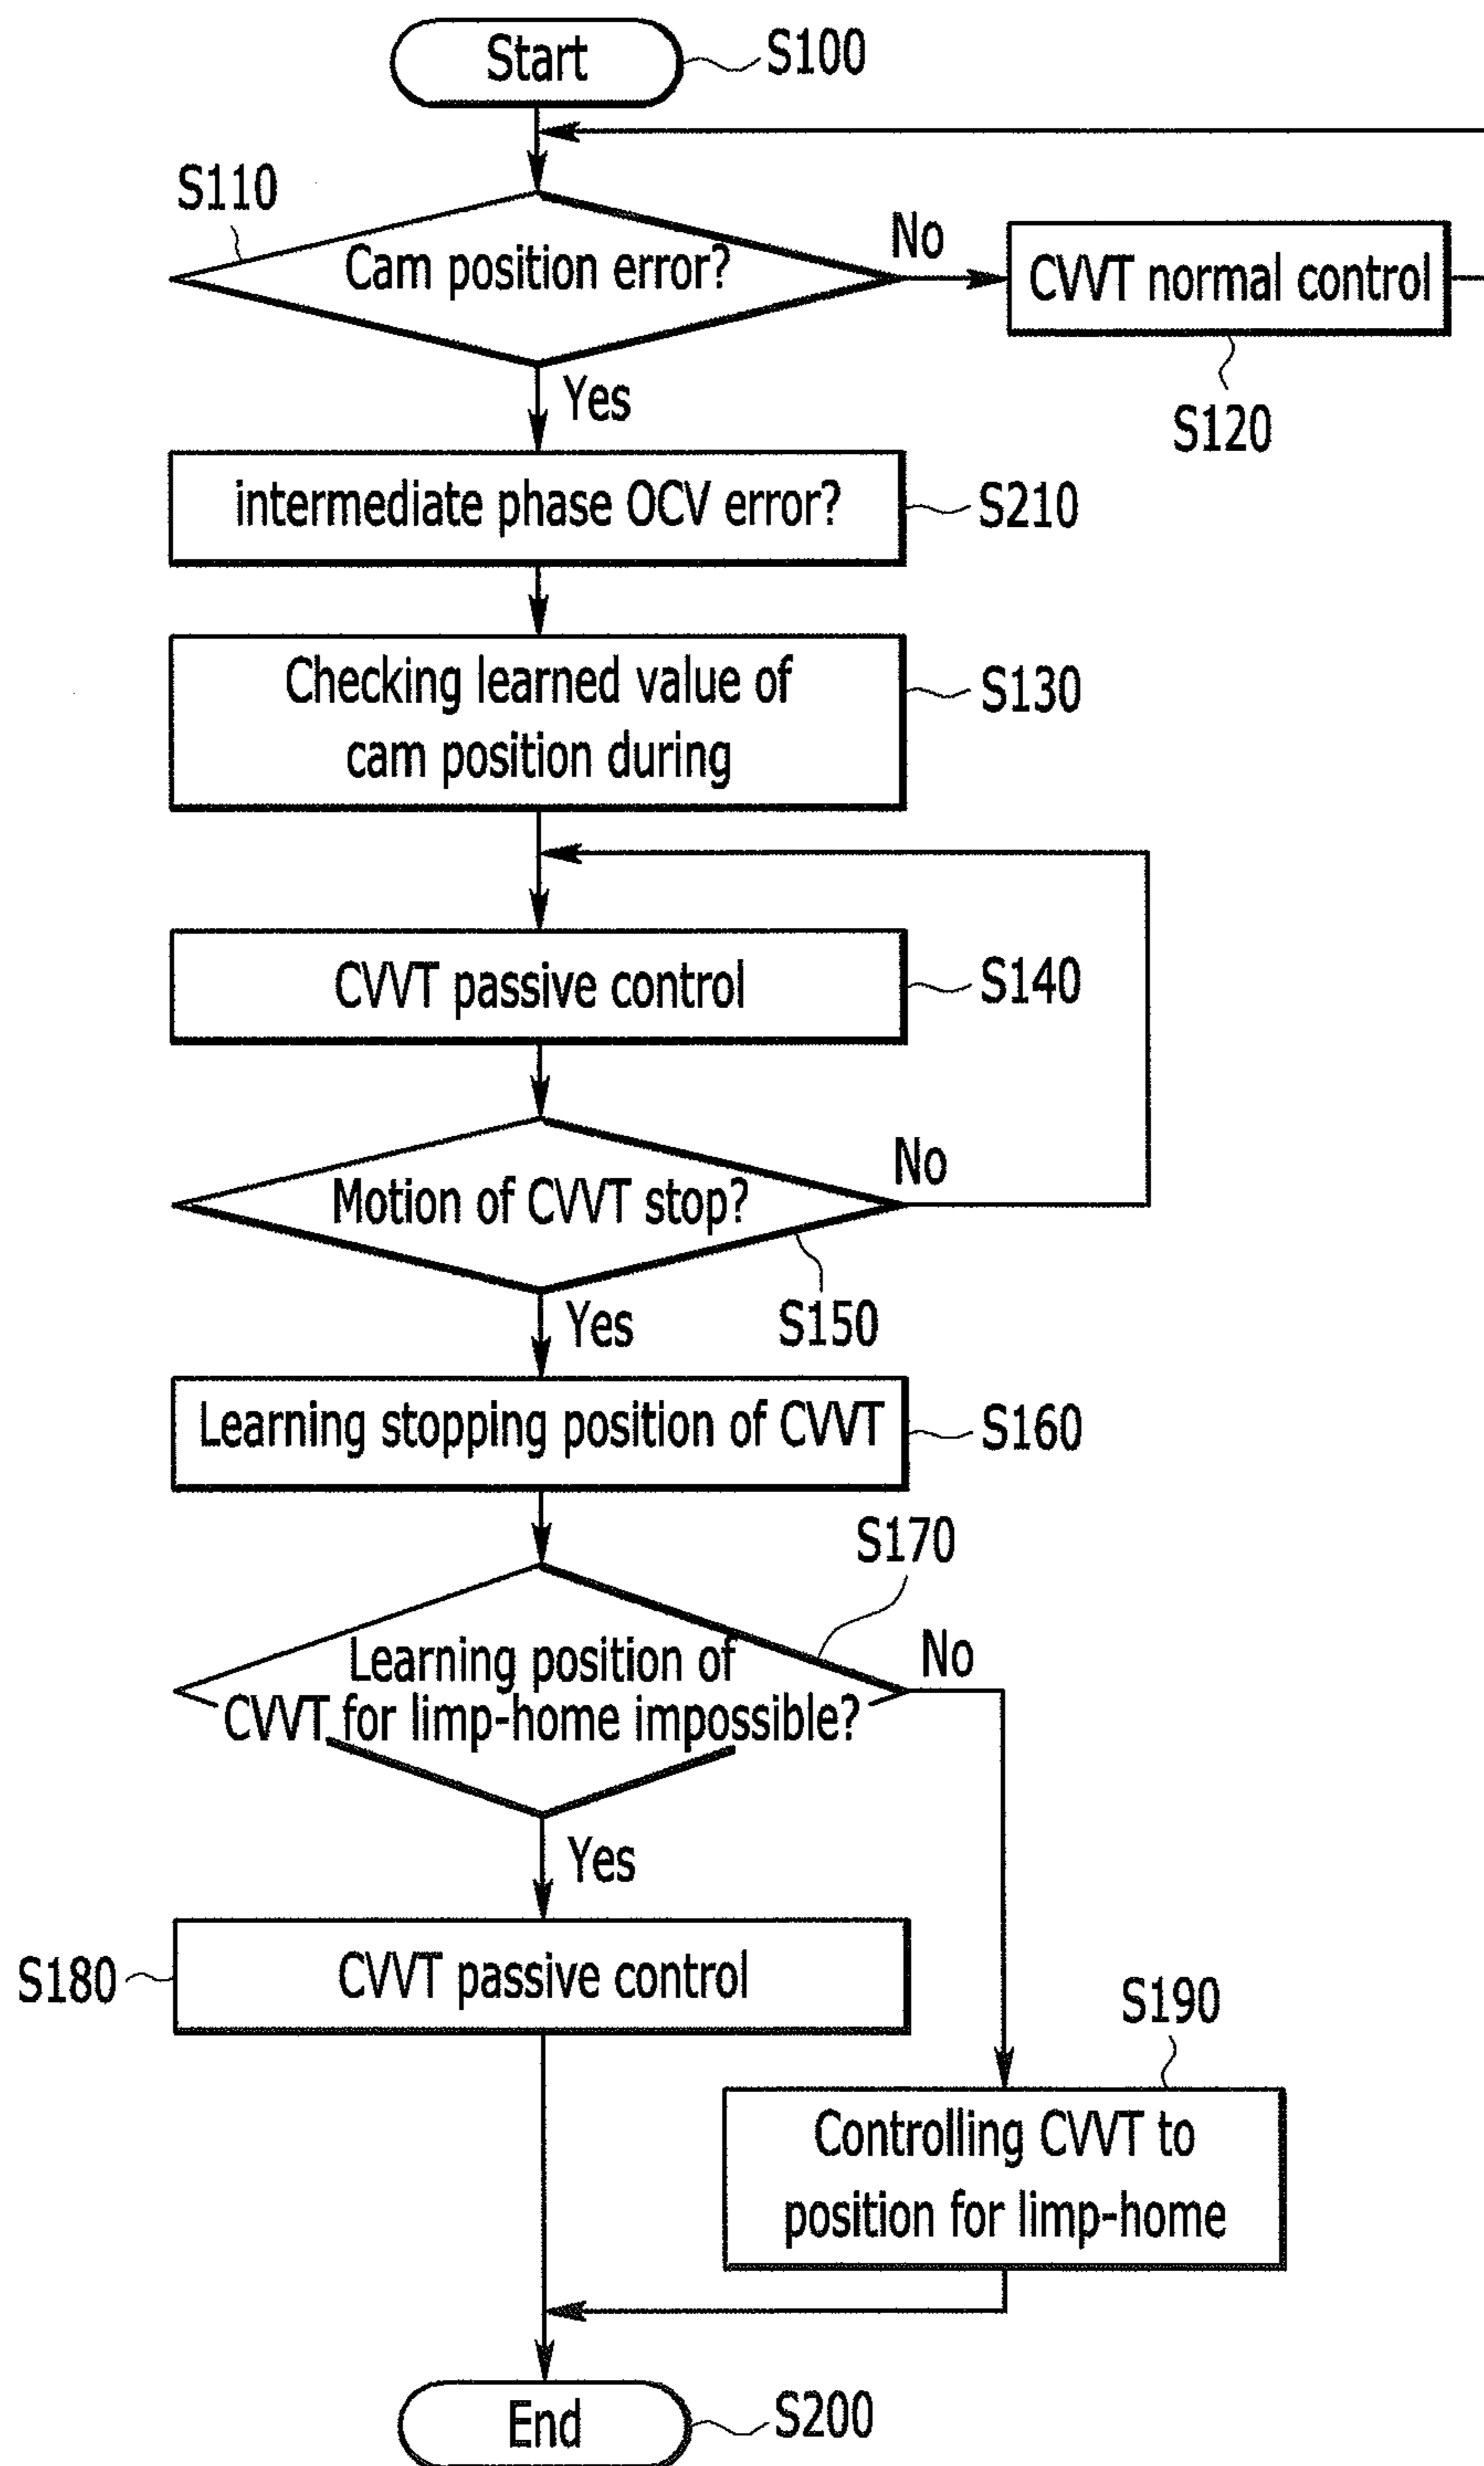 Start
S100
S110
Cam position error?
No
CVVT normal control
S120
Yes
intermediate phase OCV error?
S210
Checking learned value of
cam position during
S130
CVVT passive control
S140
Motion of CVVT stop?
No
S150
Yes
Learning stopping position of CVVT
S160
S170
Learning position of
CVVT for limp-home impossible?
No
Yes
S180
CVVT passive control
S190
Controlling CVVT to
position for limp-home
End
S200